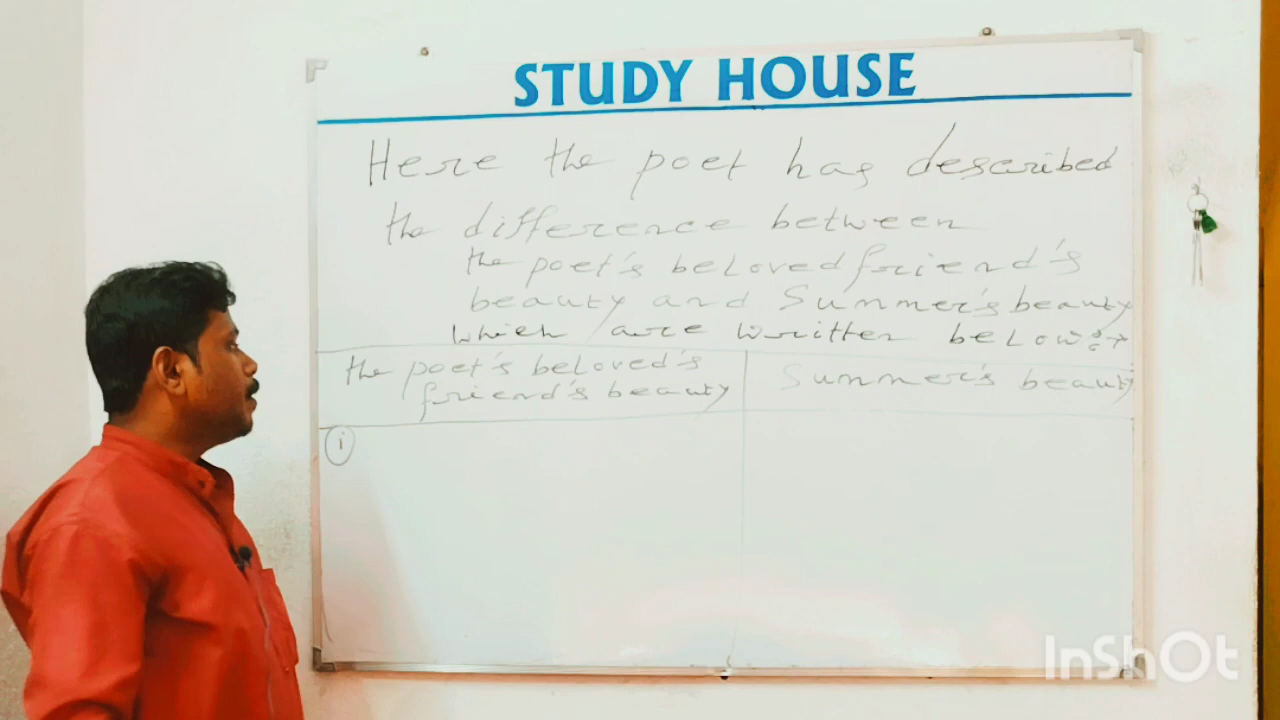 STUDY HOUSE
Here the poet has described
the difference between
the poet's beloved friend's
beauty and Summer's beauty
which are written below:→
the poet's beloved's
friend's beauty
Summer's beauty
i
InShOt